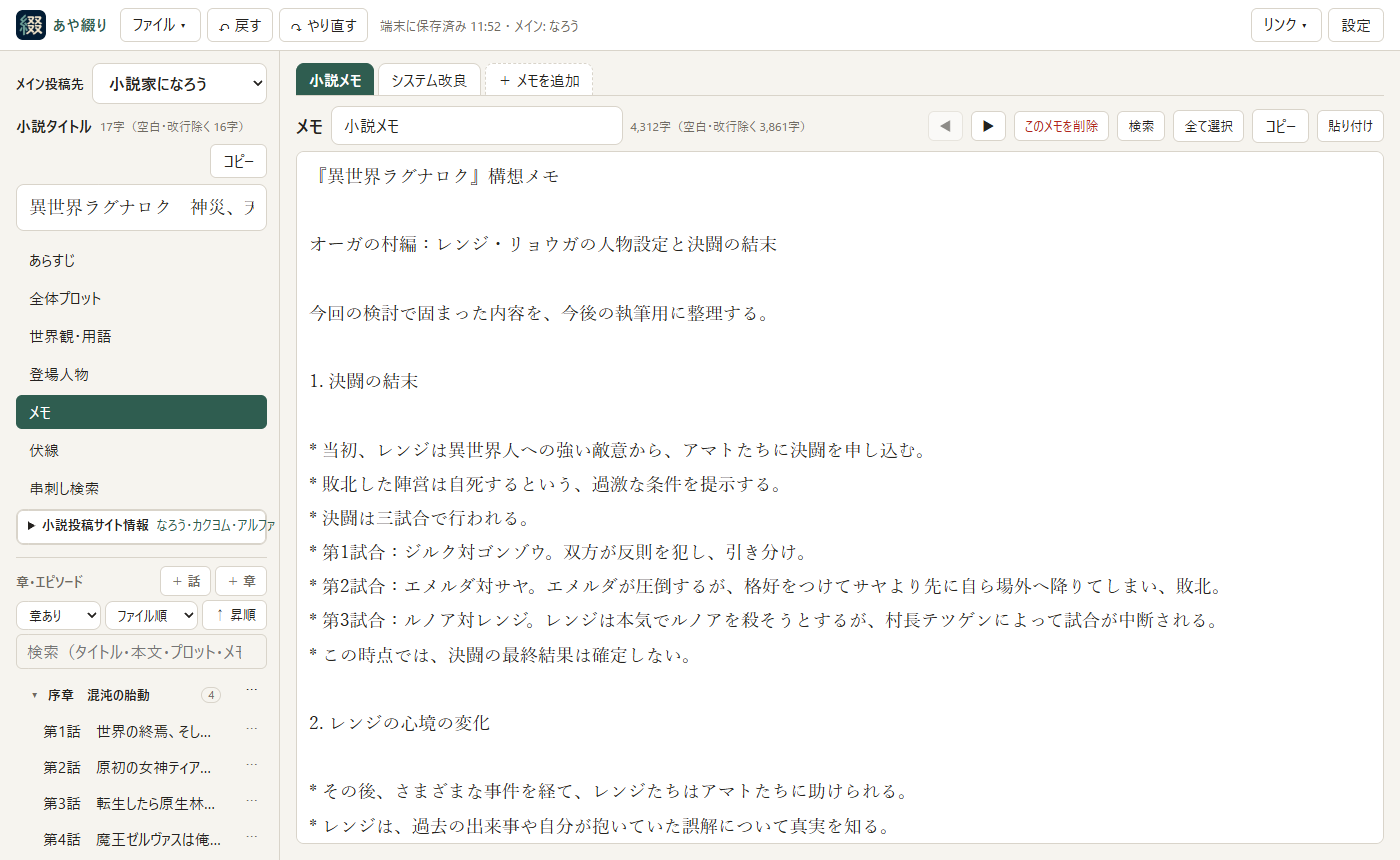 綴 あや綴り ファイル ▾ 戻す やり直す 端末に保存済み 11:52・メイン: なろう リンク ▾ 設定
メイン投稿先 小説家になろう
小説タイトル 17字（空白・改行除く16字）
コピー
異世界ラグナロク　神災、
あらすじ
全体プロット
世界観・用語
登場人物
メモ
伏線
串刺し検索
▶ 小説投稿サイト情報 なろう・カクヨム・アルファ
章・エピソード ＋ 話 ＋ 章
章あり ファイル順 ↑ 昇順
検索（タイトル・本文・プロット・メモ
▾ 序章　混沌の胎動 4 …
第1話　世界の終焉、そし... …
第2話　原初の女神ティア... …
第3話　転生したら原生林... …
第4話　魔王ゼルヴァスは俺... …
小説メモ システム改良 ＋ メモを追加
メモ 小説メモ 4,312字（空白・改行除く3,861字） ◀ ▶ このメモを削除 検索 全て選択 コピー 貼り付け
『異世界ラグナロク』構想メモ
オーガの村編：レンジ・リョウガの人物設定と決闘の結末
今回の検討で固まった内容を、今後の執筆用に整理する。
1. 決闘の結末
* 当初、レンジは異世界人への強い敵意から、アマトたちに決闘を申し込む。
* 敗北した陣営は自死するという、過激な条件を提示する。
* 決闘は三試合で行われる。
* 第1試合：ジルク対ゴンゾウ。双方が反則を犯し、引き分け。
* 第2試合：エメルダ対サヤ。エメルダが圧倒するが、格好をつけてサヤより先に自ら場外へ降りてしまい、敗北。
* 第3試合：ルノア対レンジ。レンジは本気でルノアを殺そうとするが、村長テツゲンによって試合が中断される。
* この時点では、決闘の最終結果は確定しない。
2. レンジの心境の変化
* その後、さまざまな事件を経て、レンジたちはアマトたちに助けられる。
* レンジは、過去の出来事や自分が抱いていた誤解について真実を知る。